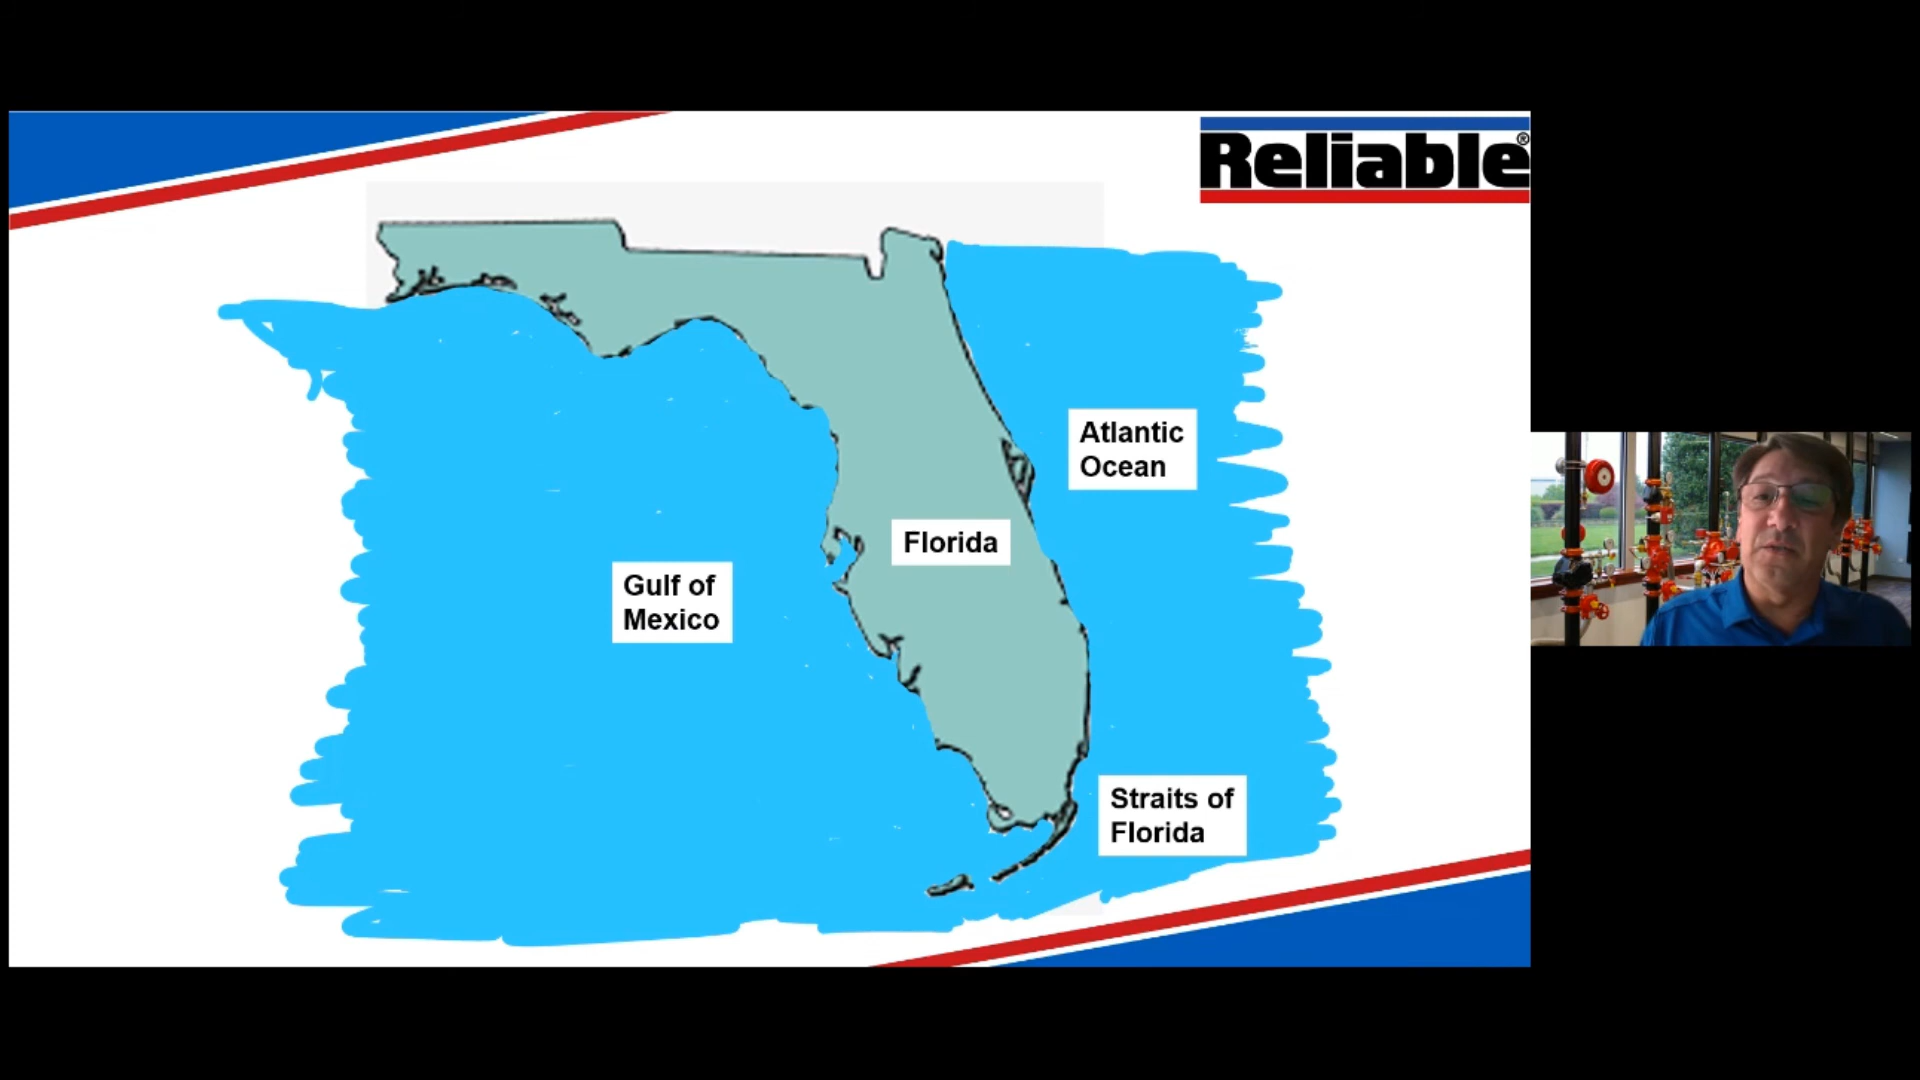 Reliable®
Atlantic
Ocean
Florida
Gulf of
Mexico
Straits of
Florida